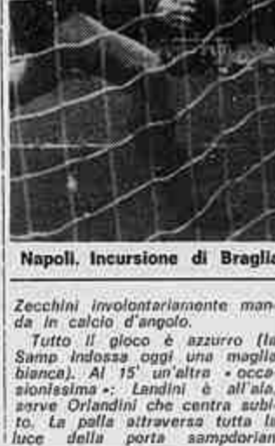 Napoli. Incursione di Braglia
Zecchini involontariamente man-
da in calcio d'angolo.
Tutto il gioco è azzurro (la
Samp indossa oggi una maglia
bianca). Al 15' un'altra « occa-
sionissima »: Landini è all'ala,
serve Orlandini che centra subi-
to. La palla attraversa tutta la
luce della porta sampdoriana